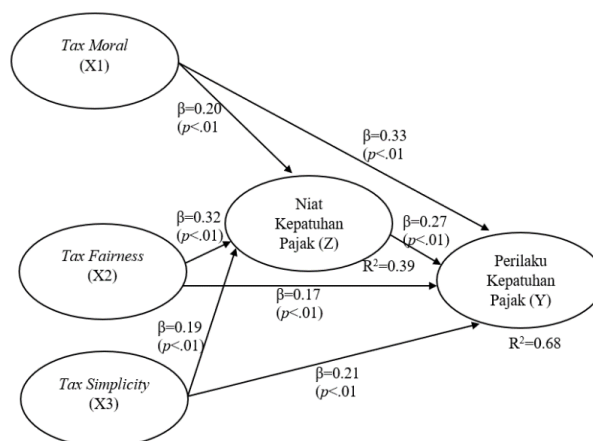 Tax Moral
(X1)
β=0.20
(p<.01
β=0.33
(p<.01
Niat
Kepatuhan
Pajak (Z)
β=0.32
(p<.01)
β=0.27
(p<.01)
Tax Fairness
(X2)
R²=0.39
Perilaku
Kepatuhan
Pajak (Y)
β=0.17
(p<.01)
β=0.19
(p<.01)
R²=0.68
Tax Simplicity
(X3)
β=0.21
(p<.01